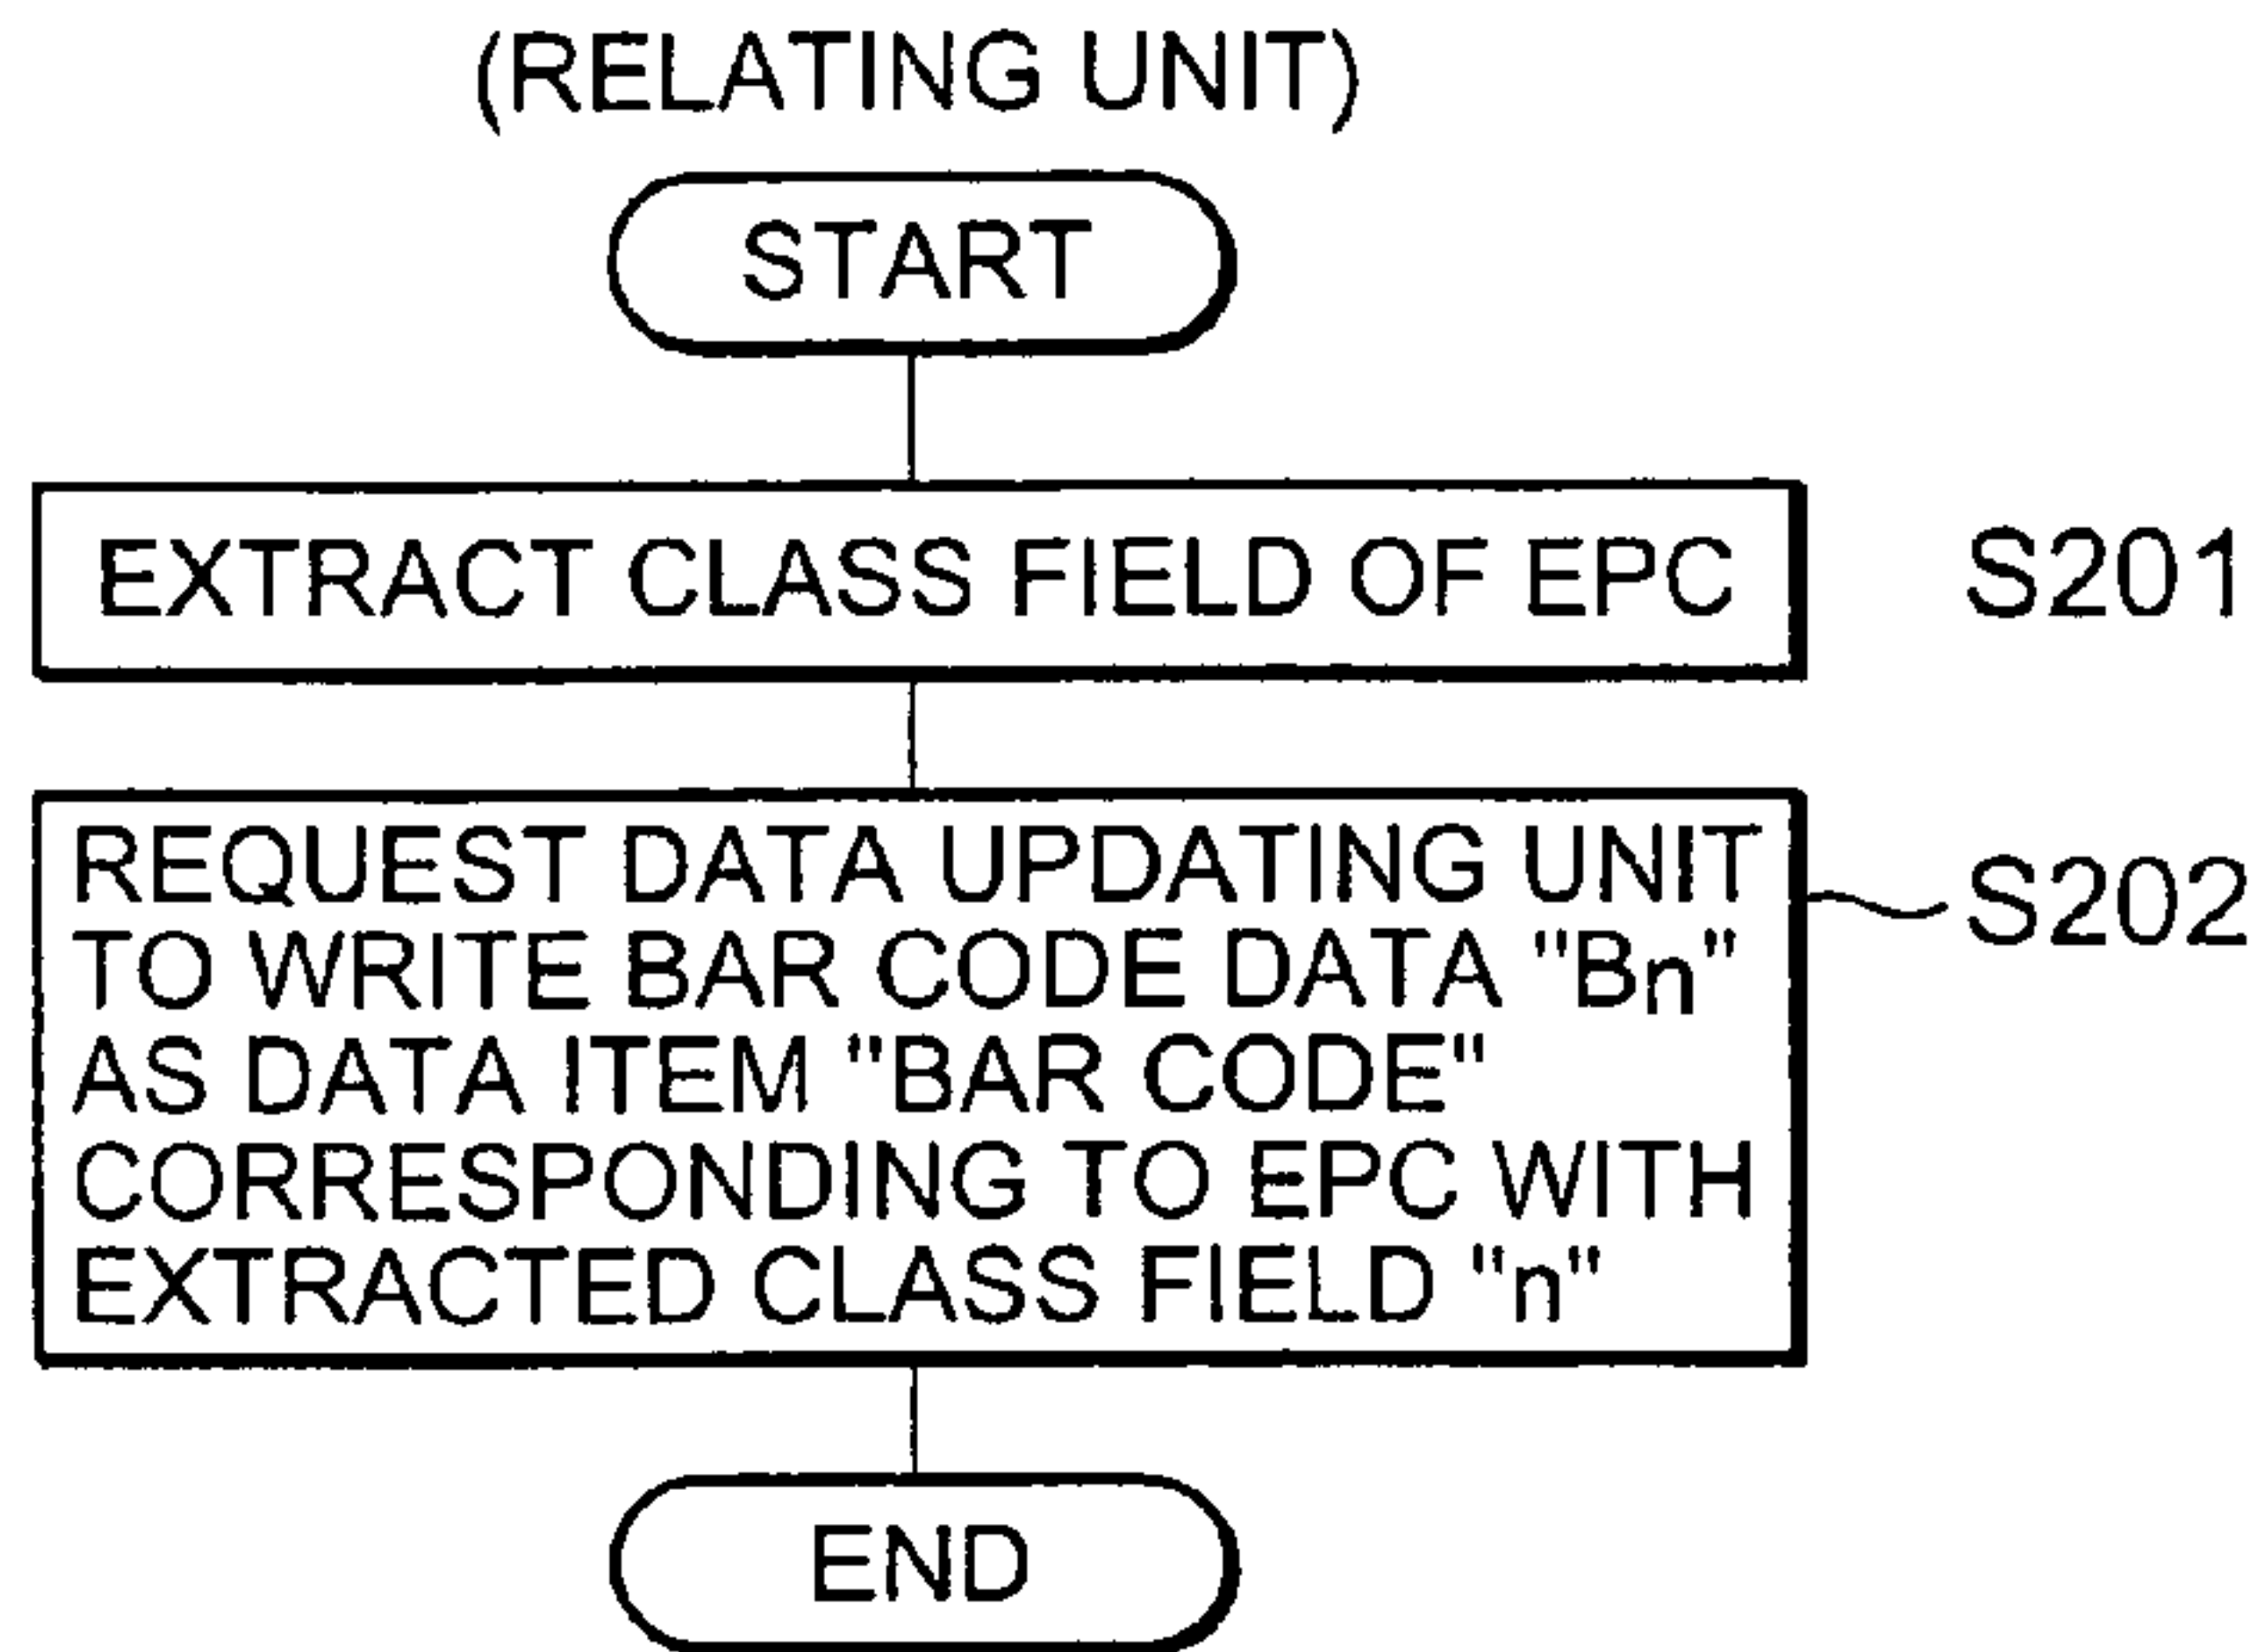 (RELATING UNIT)
START
EXTRACT CLASS FIELD OF EPC
S201
REQUEST DATA UPDATING UNIT
TO WRITE BAR CODE DATA "Bn"
AS DATA ITEM "BAR CODE"
CORRESPONDING TO EPC WITH
EXTRACTED CLASS FIELD "n"
S202
END